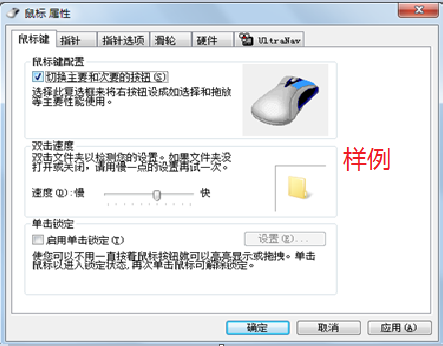 鼠标 属性
鼠标键 指针 指针选项 滑轮 硬件 UltraNav
鼠标键配置
切换主要和次要的按钮(S)
选择此复选框来将右按钮设成如选择和拖放
等主要性能使用。
双击速度
双击文件夹以检测您的设置。如果文件夹没
打开或关闭，请用慢一点的设置再试一次。
速度(D): 慢 快
样例
单击锁定
启用单击锁定(T)
设置(E)...
使您可以不用一直按着鼠标按钮就可以高亮显示或拖拽。单击
鼠标以进入锁定状态,再次单击鼠标可解除锁定。
确定 取消 应用(A)